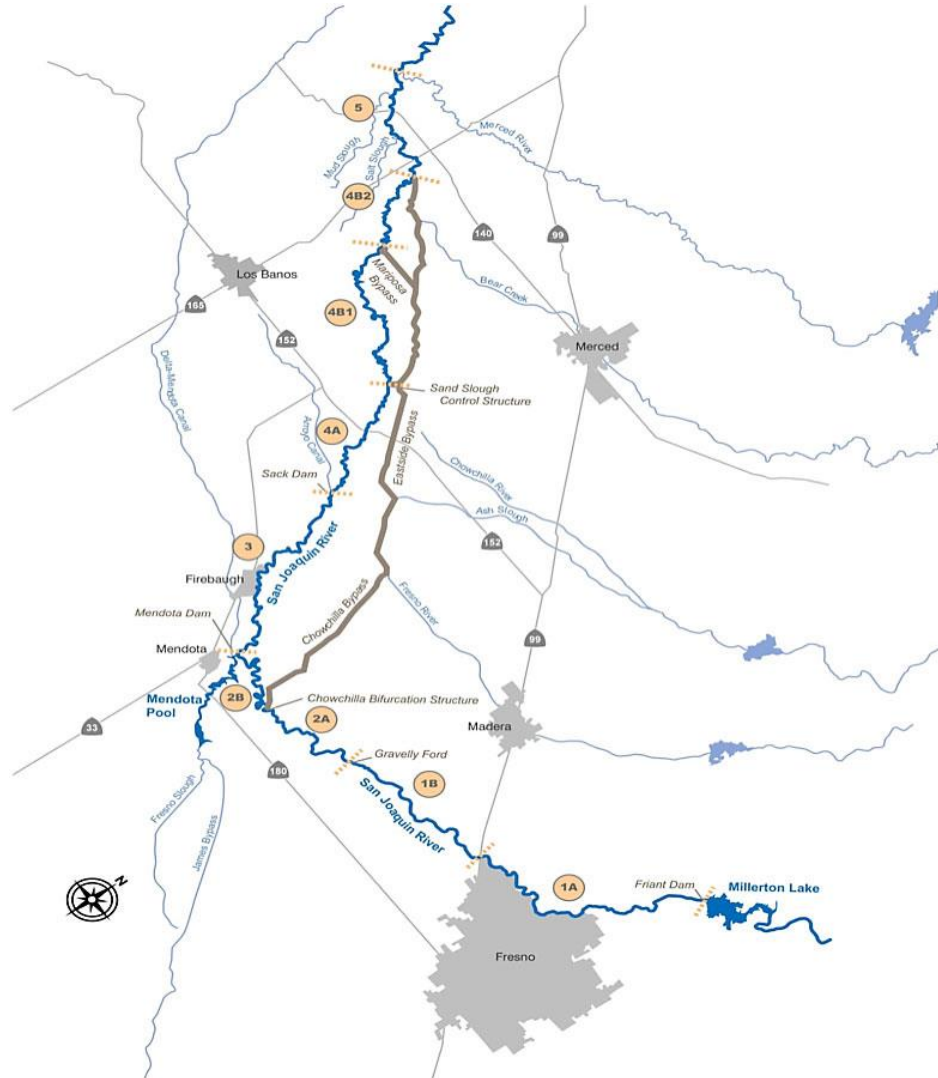 5
Merced River
Mud Slough
Salt Slough
4B2
140
99
Los Banos
Mariposa
Bypass
Bear Creek
165
4B1
152
Merced
Delta-Mendota Canal
Sand Slough
Control Structure
4A
Arroyo Canal
Eastside Bypass
Chowchilla River
Sack Dam
Ash Slough
152
3
San Joaquin River
Firebaugh
Chowchilla Bypass
Fresno River
Mendota Dam
99
Mendota
2B
Chowchilla Bifurcation Structure
Mendota
Pool
2A
Madera
33
Gravelly Ford
180
1B
Fresno Slough
San Joaquin River
James Bypass
N
1A
Friant Dam
Millerton Lake
Fresno